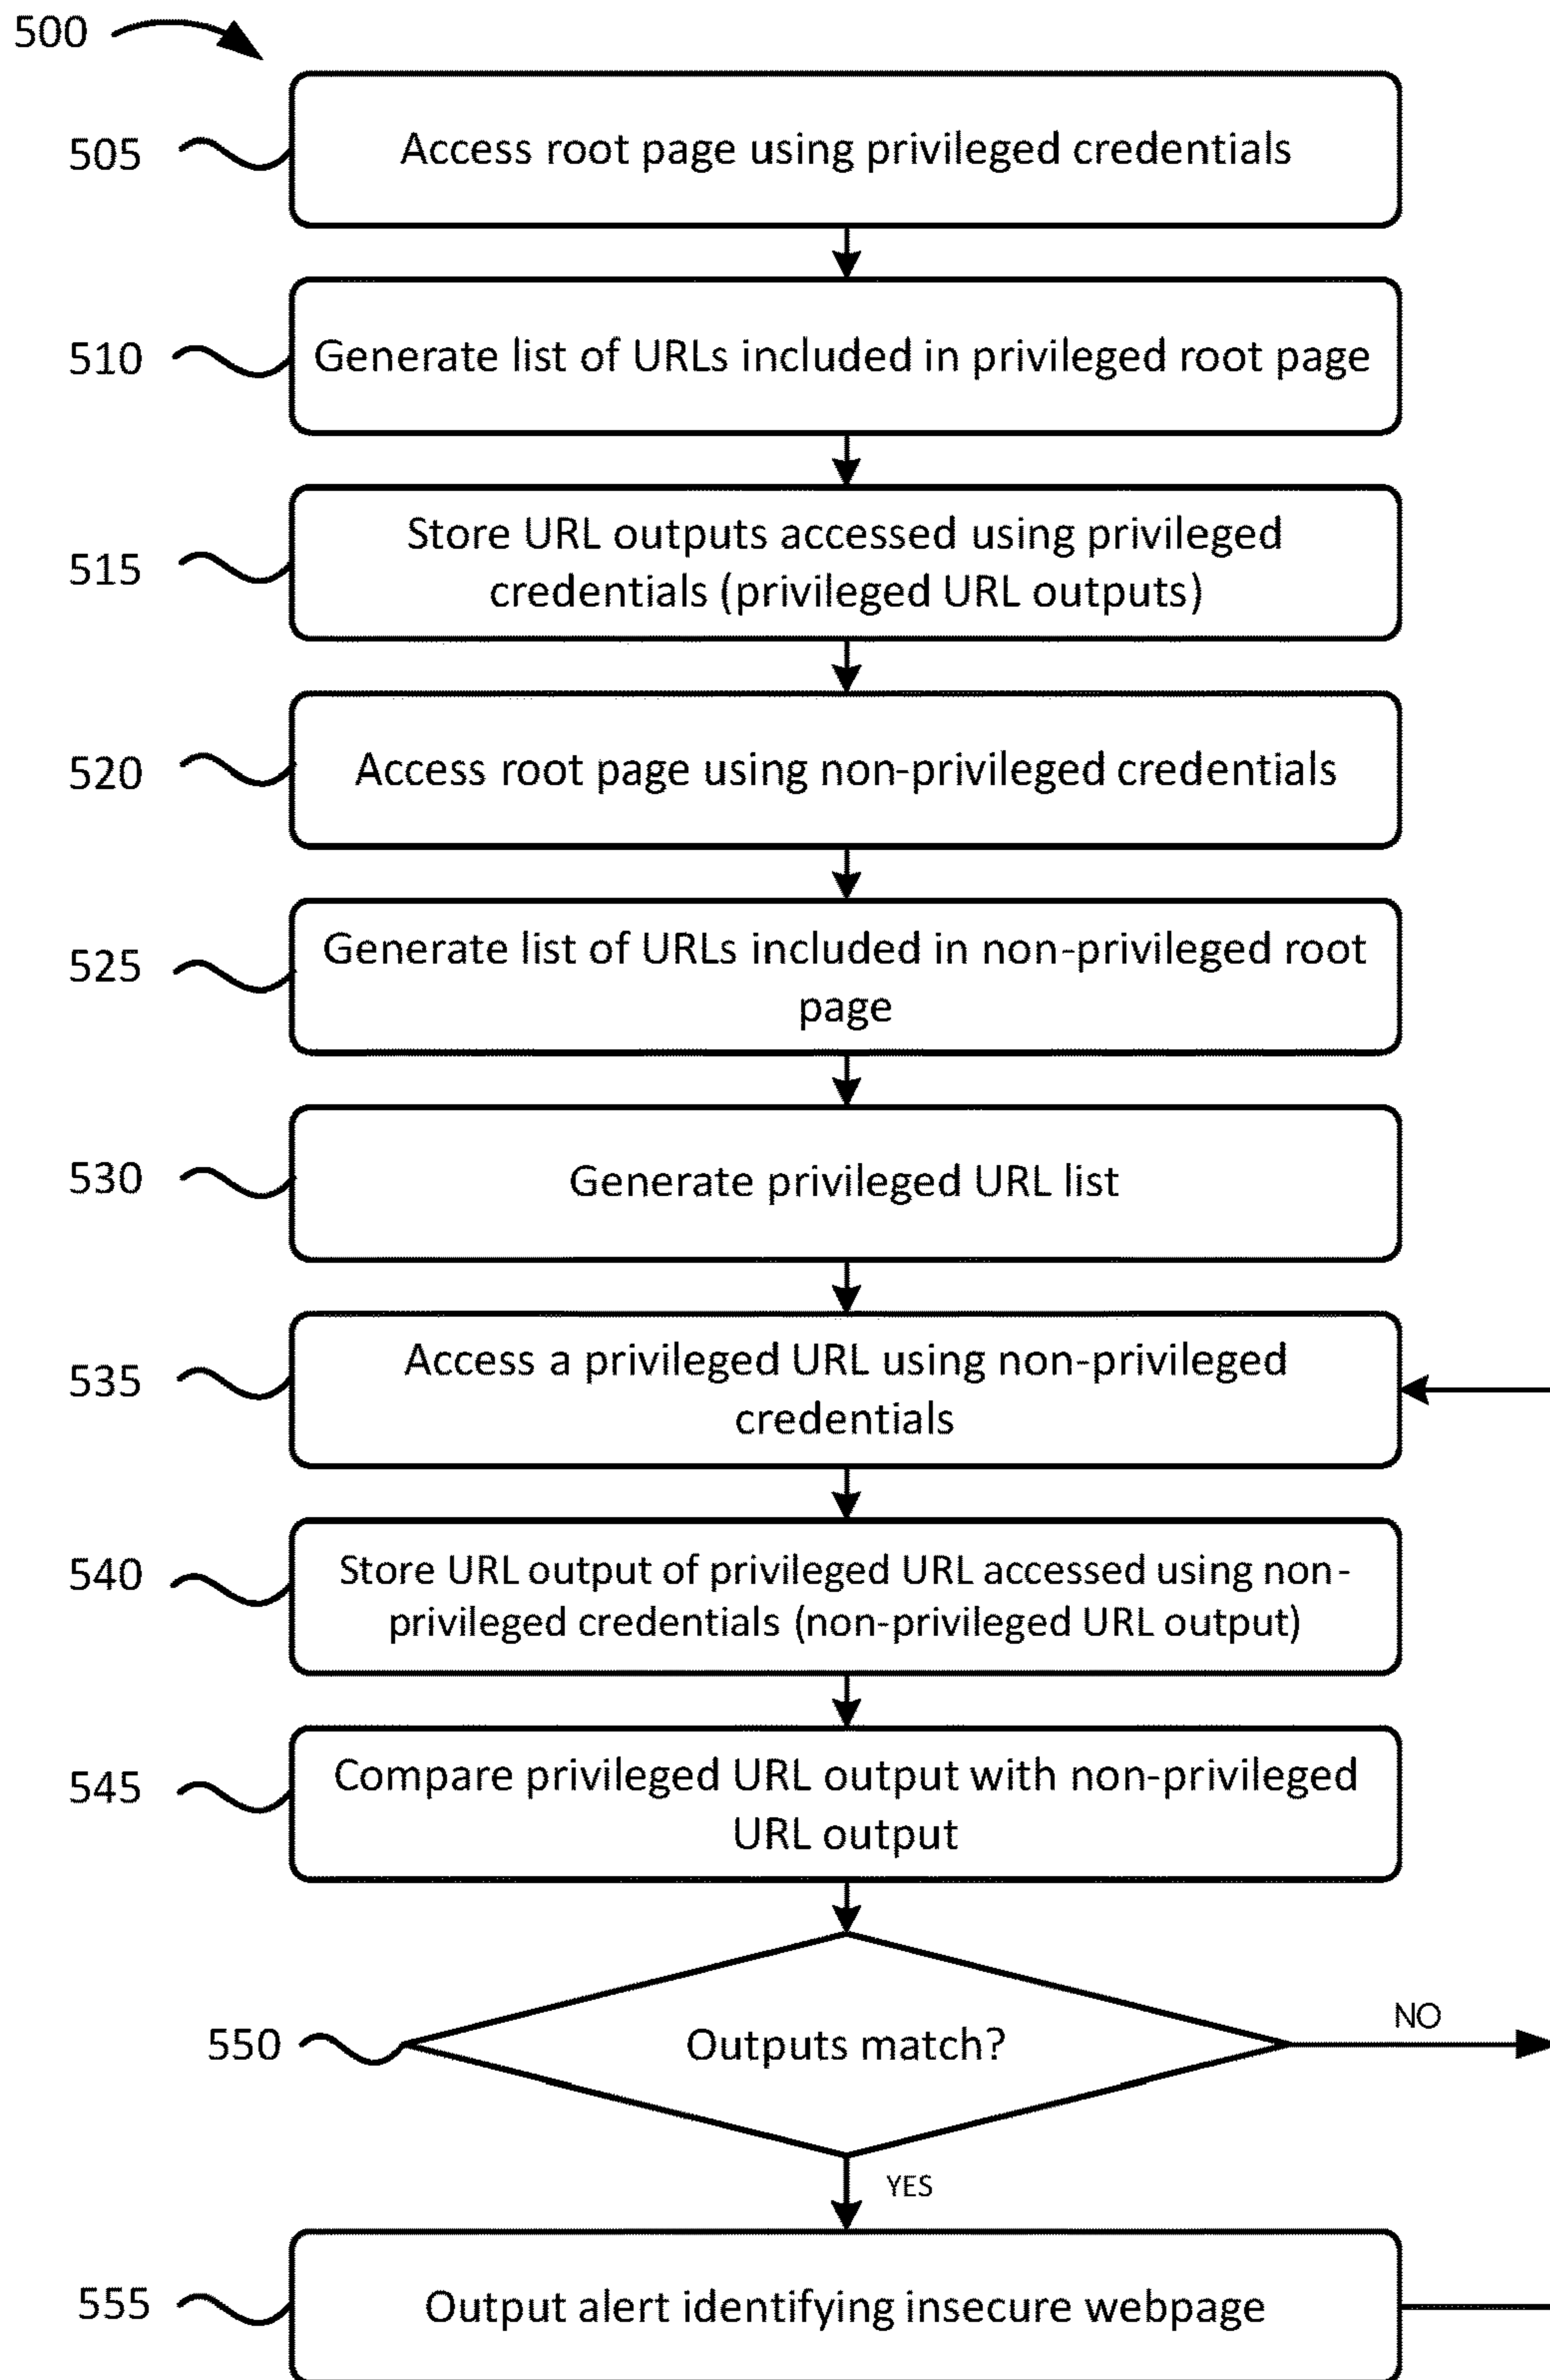 500
505
Access root page using privileged credentials
510
Generate list of URLs included in privileged root page
515
Store URL outputs accessed using privileged
credentials (privileged URL outputs)
520
Access root page using non-privileged credentials
525
Generate list of URLs included in non-privileged root
page
530
Generate privileged URL list
535
Access a privileged URL using non-privileged
credentials
540
Store URL output of privileged URL accessed using non-
privileged credentials (non-privileged URL output)
545
Compare privileged URL output with non-privileged
URL output
550
Outputs match?
NO
YES
555
Output alert identifying insecure webpage